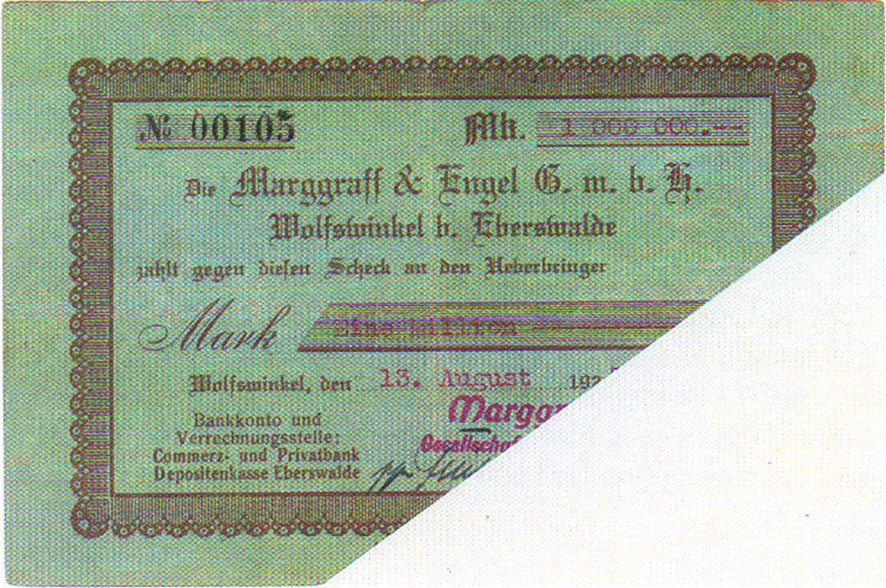 № 00105 Mk. 1 000 000.--
Die Marggraff & Engel G. m. b. H.
Wolfswinkel b. Eberswalde
zahlt gegen diesen Scheck an den Ueberbringer
Mark Eine Million
Wolfswinkel, den 13. August 192
Bankkonto und
Verrechnungsstelle:
Commerz- und Privatbank
Depositenkasse Eberswalde